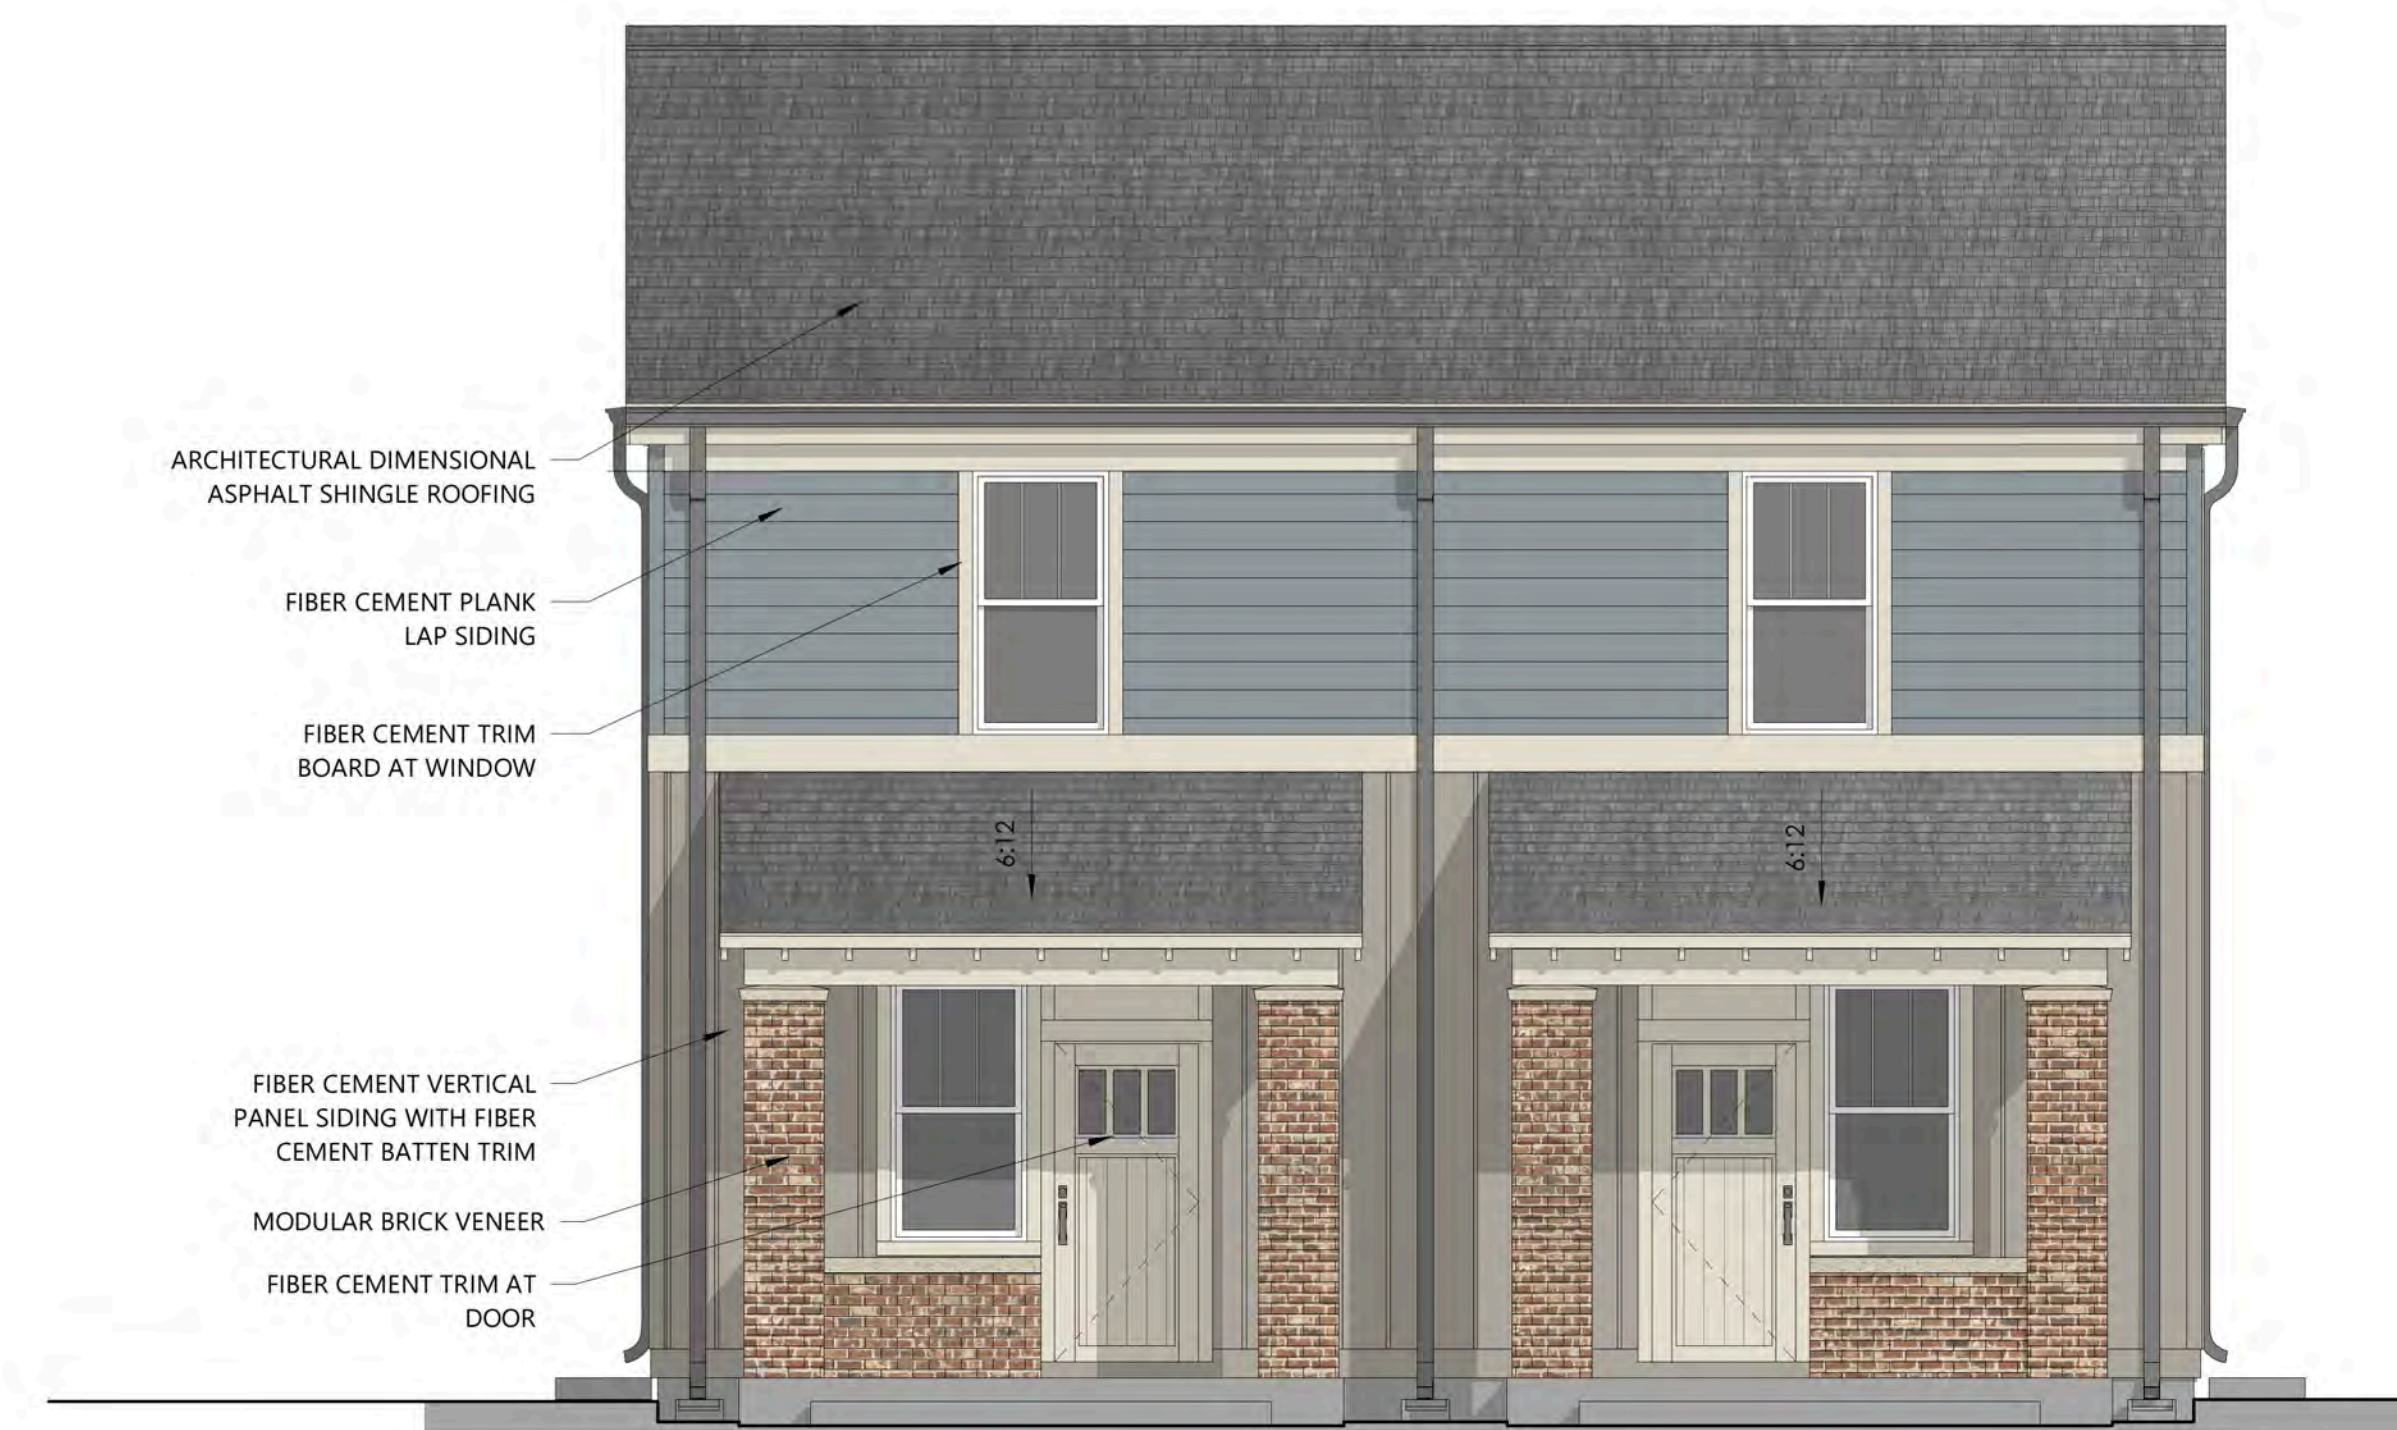 ARCHITECTURAL DIMENSIONAL
ASPHALT SHINGLE ROOFING
FIBER CEMENT PLANK
LAP SIDING
FIBER CEMENT TRIM
BOARD AT WINDOW
6:12
6:12
FIBER CEMENT VERTICAL
PANEL SIDING WITH FIBER
CEMENT BATTEN TRIM
MODULAR BRICK VENEER
FIBER CEMENT TRIM AT
DOOR